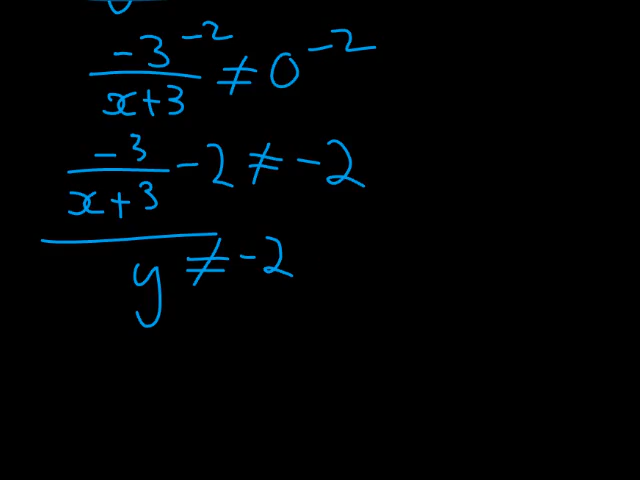 -3/(x+3) -2 ≠ 0 -2
-3/(x+3) - 2 ≠ -2
y ≠ -2